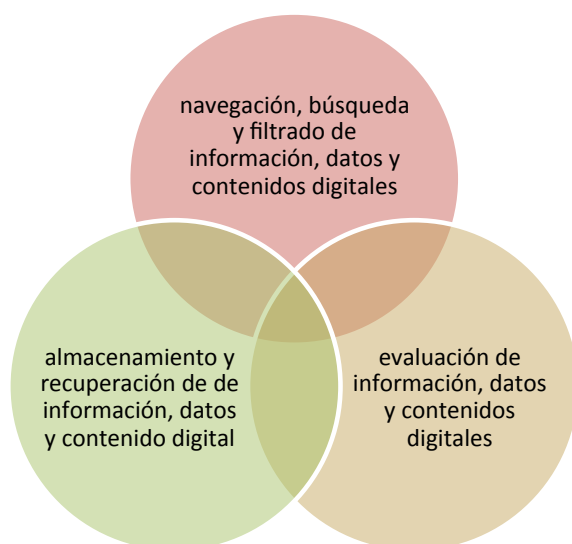 navegación, búsqueda
y filtrado de
información, datos y
contenidos digitales
almacenamiento y
recuperación de de
información, datos
y contenido digital
evaluación de
información, datos
y contenidos
digitales